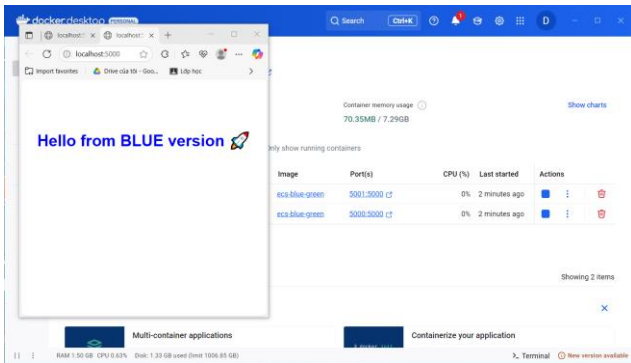 docker desktop PERSONAL
Search Ctrl+K D
localhost: localhost:
localhost:5000
Import favorites Drive của tôi - Goo... Lớp học
Hello from BLUE version 🚀
Container memory usage
70.35MB / 7.29GB
Show charts
Only show running containers
Image Port(s) CPU (%) Last started Actions
ecs-blue-green 5001:5000 0% 2 minutes ago
ecs-blue-green 5000:5000 0% 2 minutes ago
Showing 2 items
Multi-container applications
Containerize your application
RAM 1.50 GB CPU 0.63% Disk: 1.33 GB used (limit 1006.85 GB) Terminal New version available